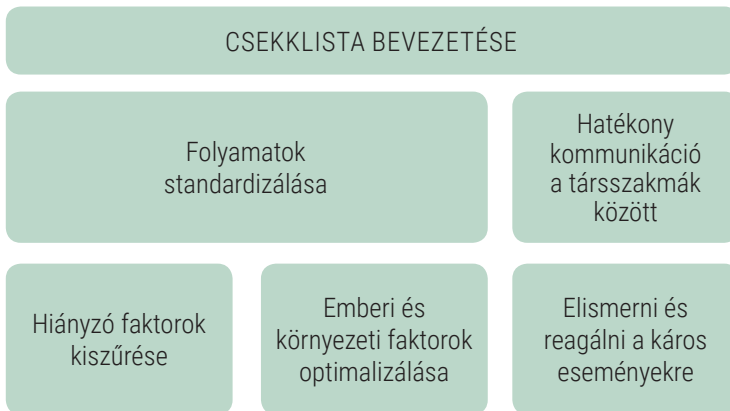 CSEKKLISTA BEVEZETÉSE
Folyamatok
standardizálása
Hatékony
kommunikáció
a társszakmák
között
Hiányzó faktorok
kiszűrése
Emberi és
környezeti faktorok
optimalizálása
Elismerni és
reagálni a káros
eseményekre